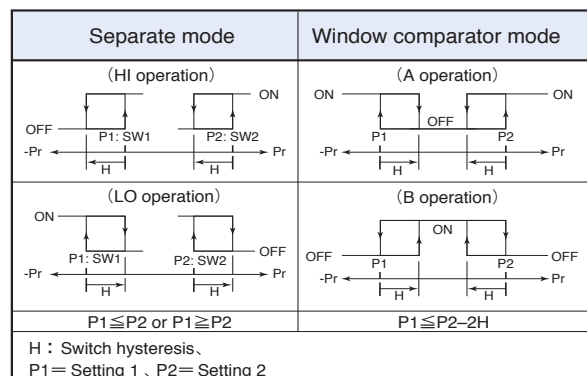 Separate mode
Window comparator mode
(HI operation)
ON
OFF
P1: SW1
P2: SW2
-Pr
Pr
H
H
(A operation)
ON
ON
OFF
P1
P2
-Pr
Pr
H
H
(LO operation)
ON
P1: SW1
P2: SW2
OFF
-Pr
Pr
H
H
(B operation)
ON
OFF
P1
P2
OFF
-Pr
Pr
H
H
P1≦P2 or P1≧P2
P1≦P2–2H
H：Switch hysteresis、
P1＝ Setting 1 、P2＝ Setting 2